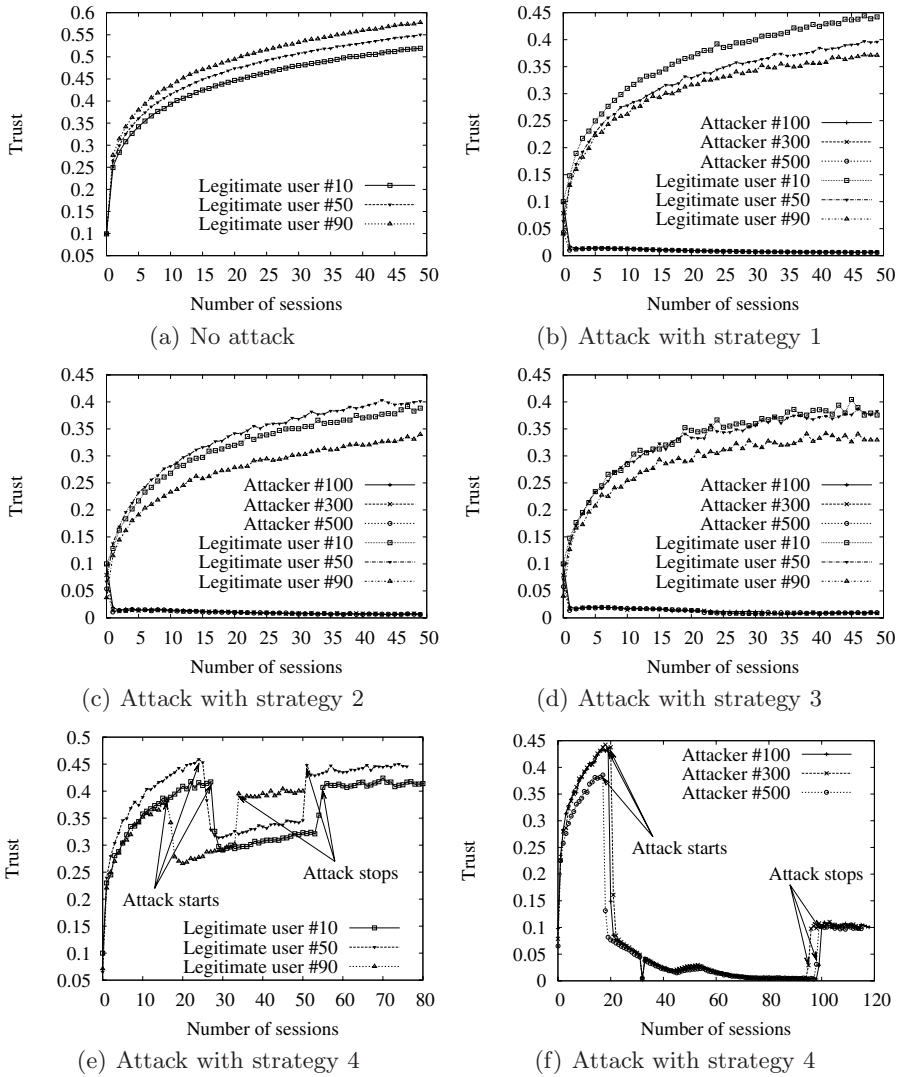 0.6
0.55
0.5
0.45
0.4
0.35
0.3
0.25
0.2
0.15
0.1
0.05
Trust
Legitimate user #10
Legitimate user #50
Legitimate user #90
0 5 10 15 20 25 30 35 40 45 50
Number of sessions
(a) No attack
0.45
0.4
0.35
0.3
0.25
0.2
0.15
0.1
0.05
0
Trust
Attacker #100
Attacker #300
Attacker #500
Legitimate user #10
Legitimate user #50
Legitimate user #90
0 5 10 15 20 25 30 35 40 45 50
Number of sessions
(b) Attack with strategy 1
0.45
0.4
0.35
0.3
0.25
0.2
0.15
0.1
0.05
0
Trust
Attacker #100
Attacker #300
Attacker #500
Legitimate user #10
Legitimate user #50
Legitimate user #90
0 5 10 15 20 25 30 35 40 45 50
Number of sessions
(c) Attack with strategy 2
0.45
0.4
0.35
0.3
0.25
0.2
0.15
0.1
0.05
0
Trust
Attacker #100
Attacker #300
Attacker #500
Legitimate user #10
Legitimate user #50
Legitimate user #90
0 5 10 15 20 25 30 35 40 45 50
Number of sessions
(d) Attack with strategy 3
0.5
0.45
0.4
0.35
0.3
0.25
0.2
0.15
0.1
0.05
Trust
Attack starts
Attack stops
Legitimate user #10
Legitimate user #50
Legitimate user #90
0 10 20 30 40 50 60 70 80
Number of sessions
(e) Attack with strategy 4
0.45
0.4
0.35
0.3
0.25
0.2
0.15
0.1
0.05
0
Trust
Attacker #100
Attacker #300
Attacker #500
Attack starts
Attack stops
0 20 40 60 80 100 120
Number of sessions
(f) Attack with strategy 4